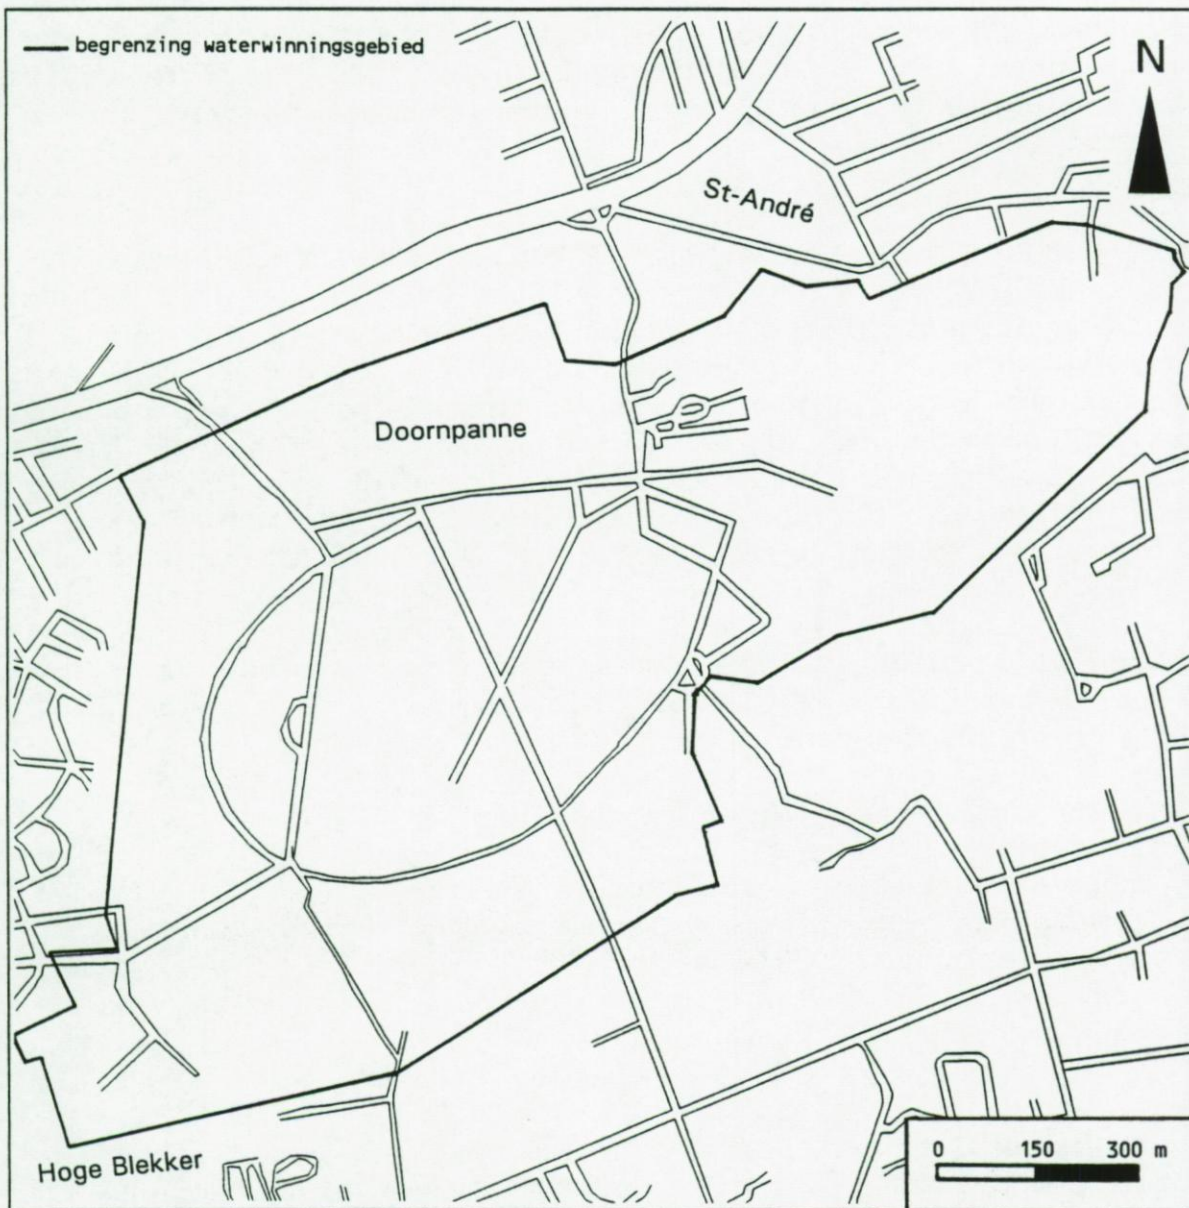 begrenzing waterwinningsgebied
N
St-André
Doornpanne
Hoge Blekker
0 150 300 m